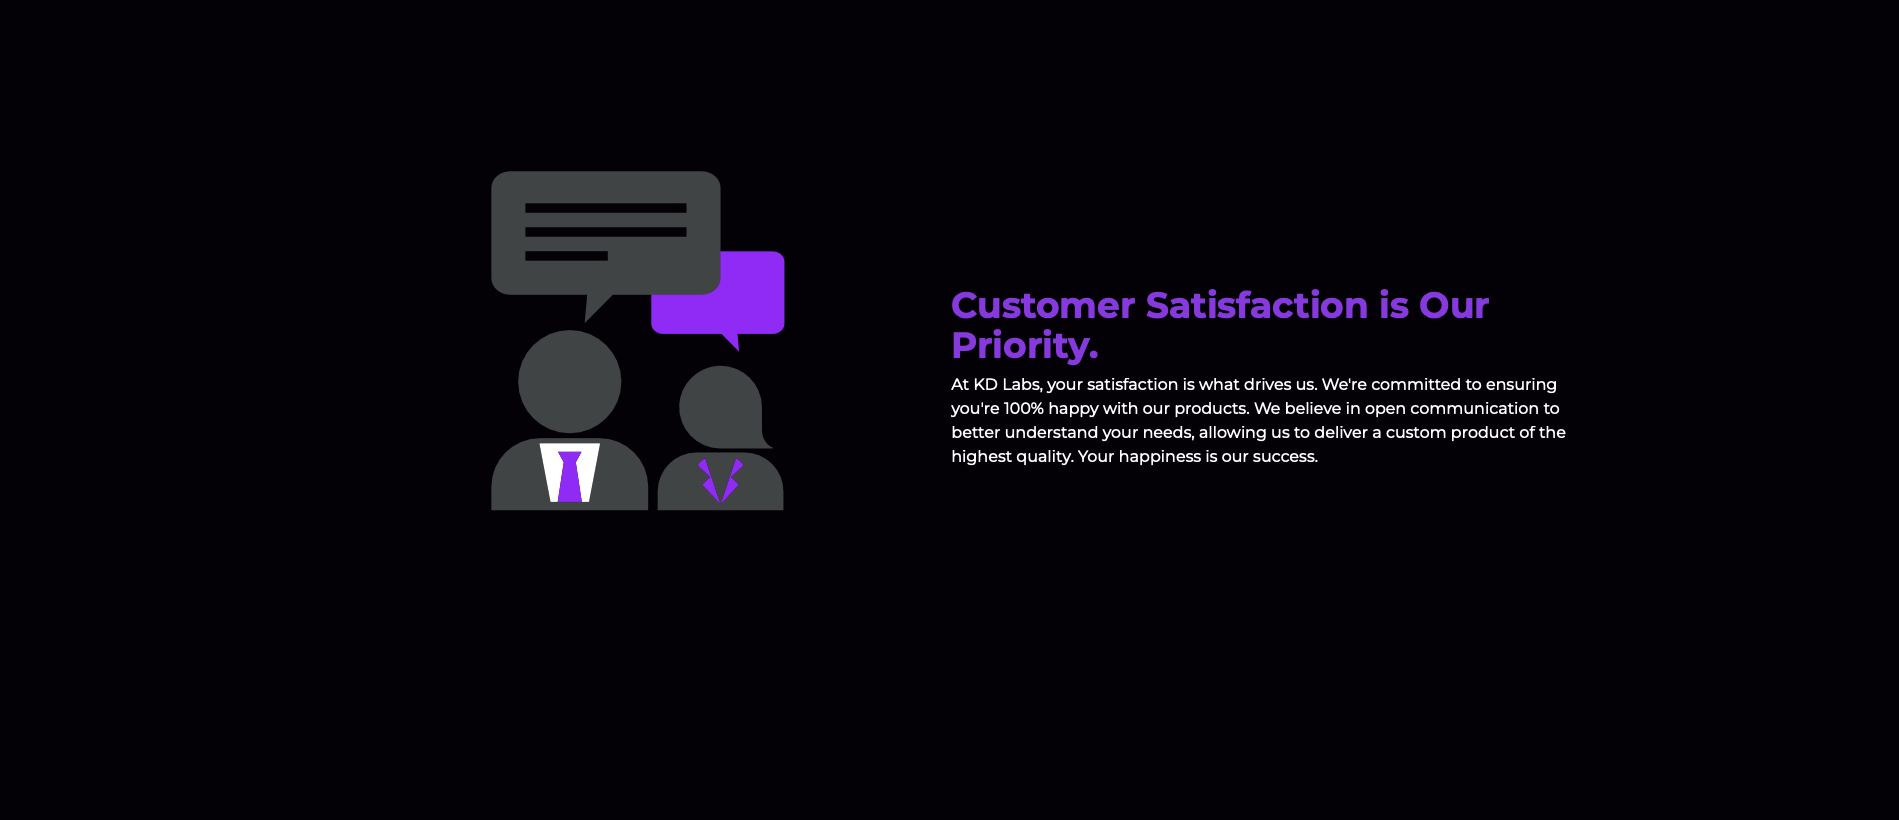 Customer Satisfaction is Our
Priority.
At KD Labs, your satisfaction is what drives us. We're committed to ensuring
you're 100% happy with our products. We believe in open communication to
better understand your needs, allowing us to deliver a custom product of the
highest quality. Your happiness is our success.